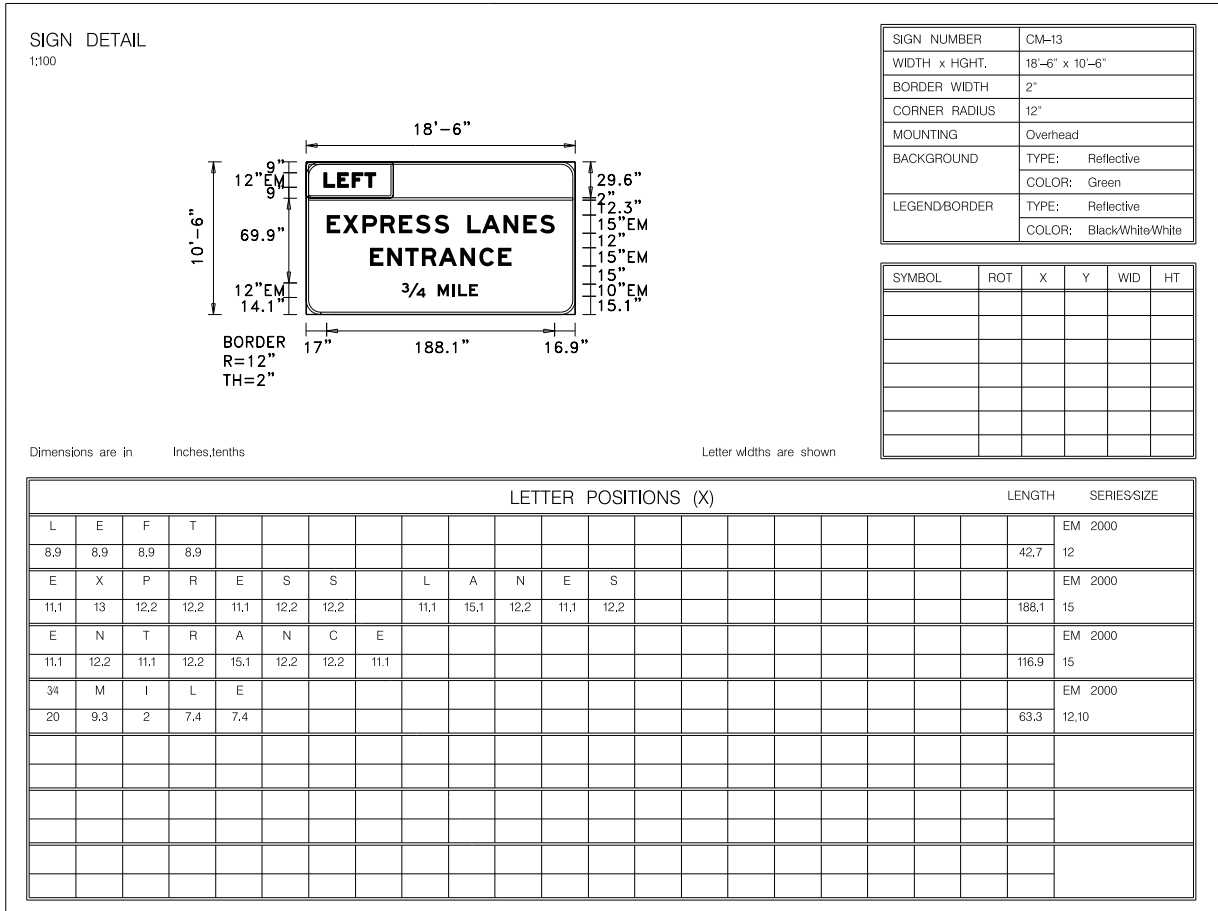 SIGN DETAIL
1:100
SIGN NUMBER CM-13
WIDTH x HGHT. 18'-6" x 10'-6"
BORDER WIDTH 2"
CORNER RADIUS 12"
MOUNTING Overhead
BACKGROUND TYPE: Reflective
COLOR: Green
LEGEND/BORDER TYPE: Reflective
COLOR: Black/White/White
18'-6"
10'-6"
9"
12"EM
9"
69.9"
12"EM
14.1"
LEFT
EXPRESS LANES
ENTRANCE
3/4 MILE
29.6"
2"
12.3"
15"EM
12"
15"EM
15"
10"EM
15.1"
17" 188.1" 16.9"
BORDER
R=12"
TH=2"
SYMBOL ROT X Y WID HT
Dimensions are in Inches.tenths
Letter widths are shown
LETTER POSITIONS (X) LENGTH SERIES/SIZE
L E F T EM 2000
8.9 8.9 8.9 8.9 42.7 12
E X P R E S S L A N E S EM 2000
11.1 13 12.2 12.2 11.1 12.2 12.2 11.1 15.1 12.2 11.1 12.2 188.1 15
E N T R A N C E EM 2000
11.1 12.2 11.1 12.2 15.1 12.2 12.2 11.1 116.9 15
3/4 M I L E EM 2000
20 9.3 2 7.4 7.4 63.3 12,10